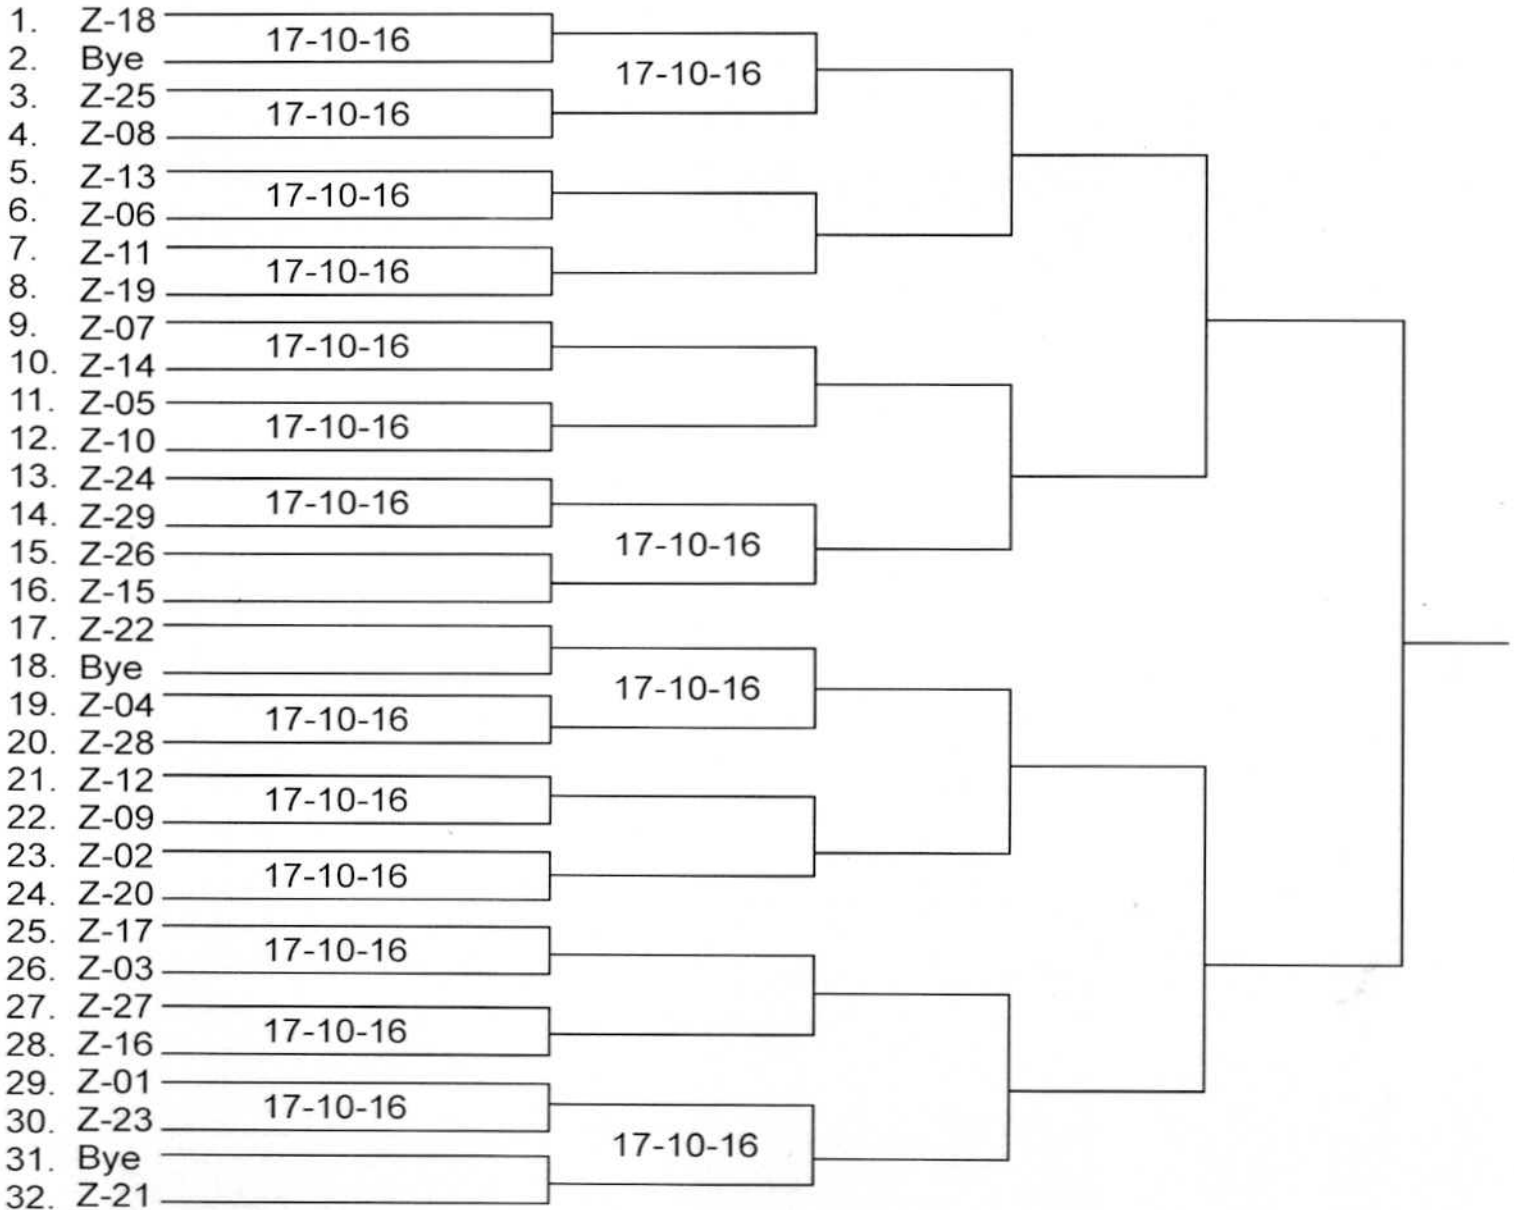 1. Z-18
17-10-16
2. Bye
17-10-16
3. Z-25
17-10-16
4. Z-08
5. Z-13
17-10-16
6. Z-06
7. Z-11
17-10-16
8. Z-19
9. Z-07
17-10-16
10. Z-14
11. Z-05
17-10-16
12. Z-10
13. Z-24
17-10-16
14. Z-29
17-10-16
15. Z-26
16. Z-15
17. Z-22
18. Bye
17-10-16
19. Z-04
17-10-16
20. Z-28
21. Z-12
17-10-16
22. Z-09
23. Z-02
17-10-16
24. Z-20
25. Z-17
17-10-16
26. Z-03
27. Z-27
17-10-16
28. Z-16
29. Z-01
17-10-16
30. Z-23
17-10-16
31. Bye
32. Z-21